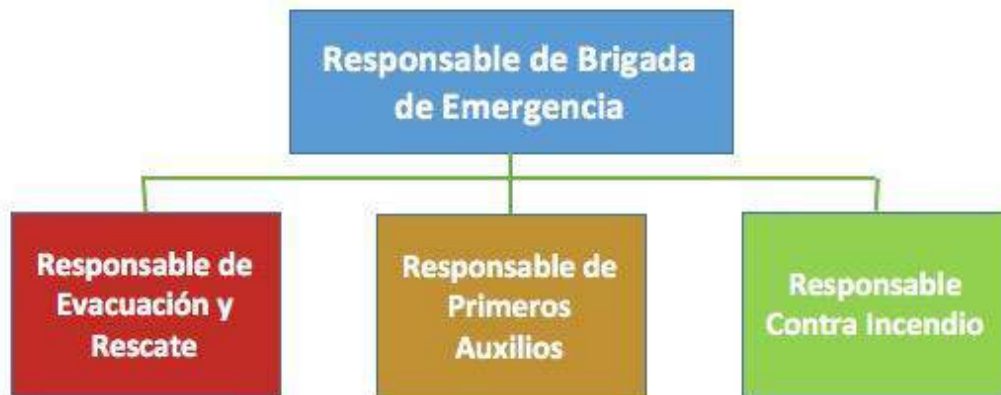 Responsable de Brigada
de Emergencia
Responsable de
Evacuación y
Rescate
Responsable de
Primeros
Auxilios
Responsable
Contra Incendio